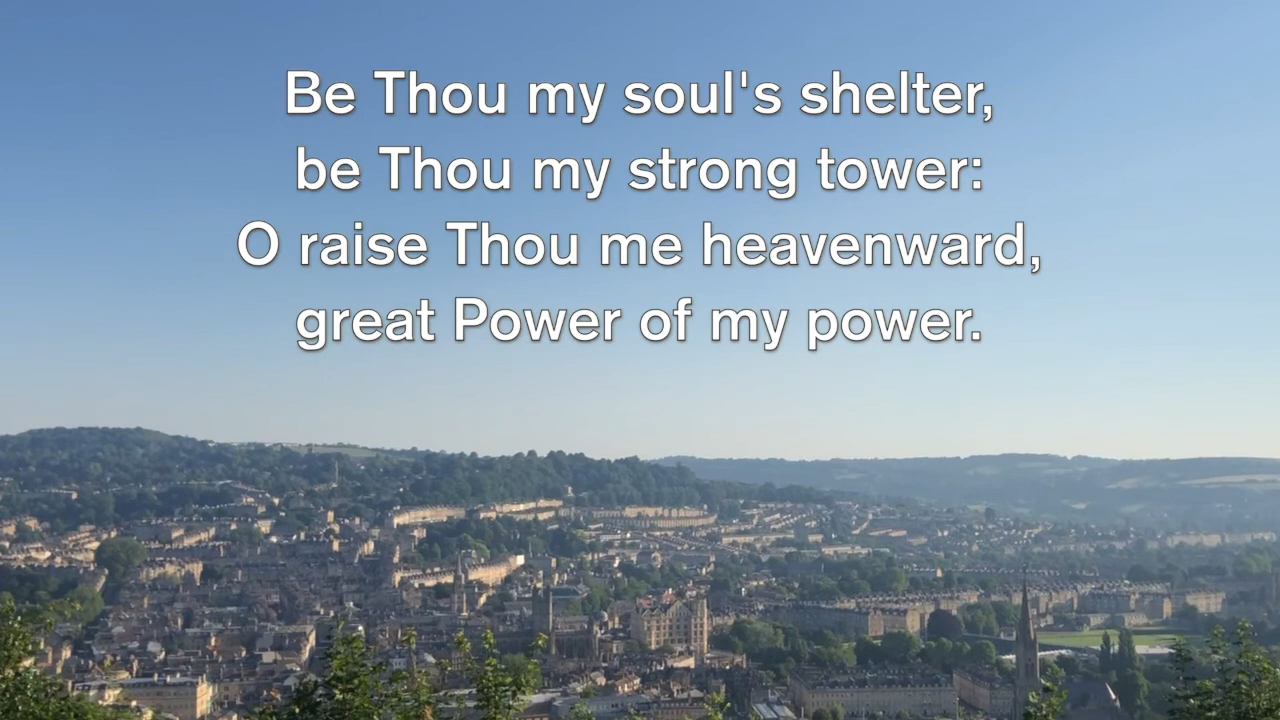 Be Thou my soul's shelter,
be Thou my strong tower:
O raise Thou me heavenward,
great Power of my power.